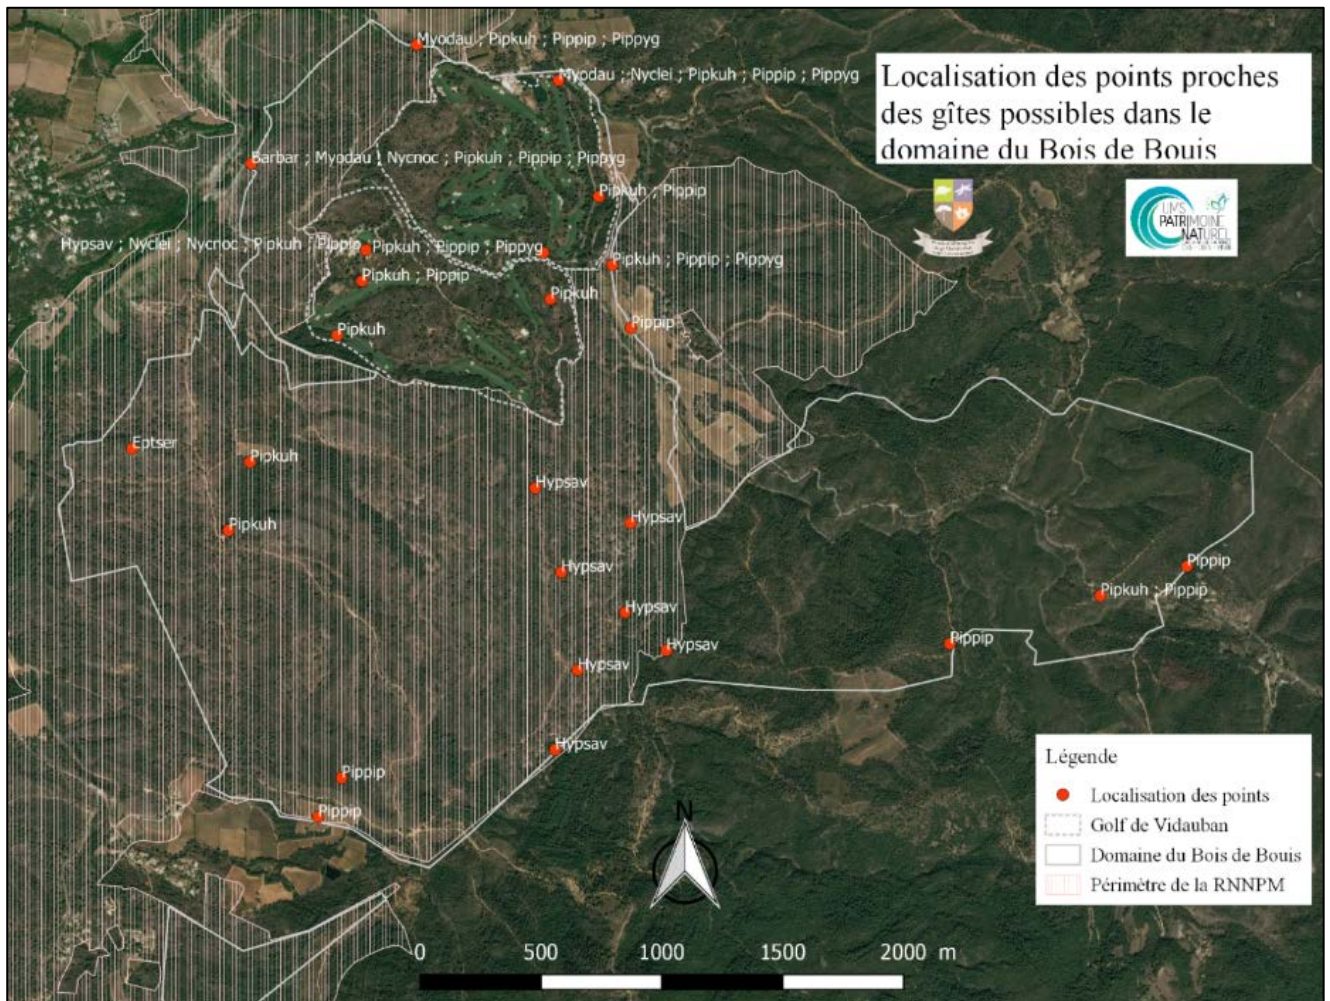 Myodau ; Pipkuh ; Pippip ; Pippyg
Myodau ; Nyclei ; Pipkuh ; Pippip ; Pippyg
Localisation des points proches
des gîtes possibles dans le
domaine du Bois de Bouis
Barbar ; Myodau ; Nycnoc ; Pipkuh ; Pippip ; Pippyg
Pipkuh ; Pippip
UMS
PATRIMOINE
NATUREL
Hypsav ; Nyclei ; Nycnoc ; Pipkuh ; Pippip
Pipkuh ; Pippip ; Pippyg
Pipkuh ; Pippip ; Pippyg
Pipkuh ; Pippip
Pipkuh
Pippip
Pipkuh
Eptser
Pipkuh
Hypsav
Hypsav
Pipkuh
Hypsav
Pippip
Pipkuh ; Pippip
Hypsav
Pippip
Hypsav
Hypsav
Hypsav
Pippip
Pippip
Légende
Localisation des points
Golf de Vidauban
Domaine du Bois de Bouis
Périmètre de la RNNPM
N
0 500 1000 1500 2000 m